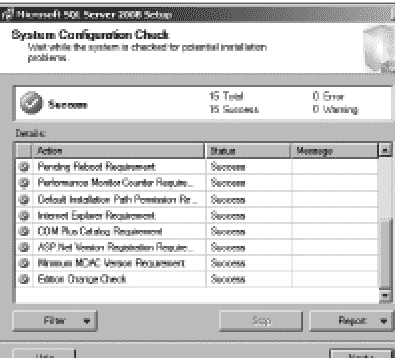 Microsoft SQL Server 2008 Setup
System Configuration Check
Wait while the system is checked for potential installation
problems.
Success
15 Total
0 Error
15 Success
0 Warning
Details:
Action
Status
Message
Pending Reboot Requirement
Success
Performance Monitor Counter Require...
Success
Default Installation Path Permission Re...
Success
Internet Explorer Requirement
Success
COM Plus Catalog Requirement
Success
ASP.Net Version Registration Require...
Success
Minimum MDAC Version Requirement
Success
Edition Change Check
Success
Filter
Stop
Report
Help
Next